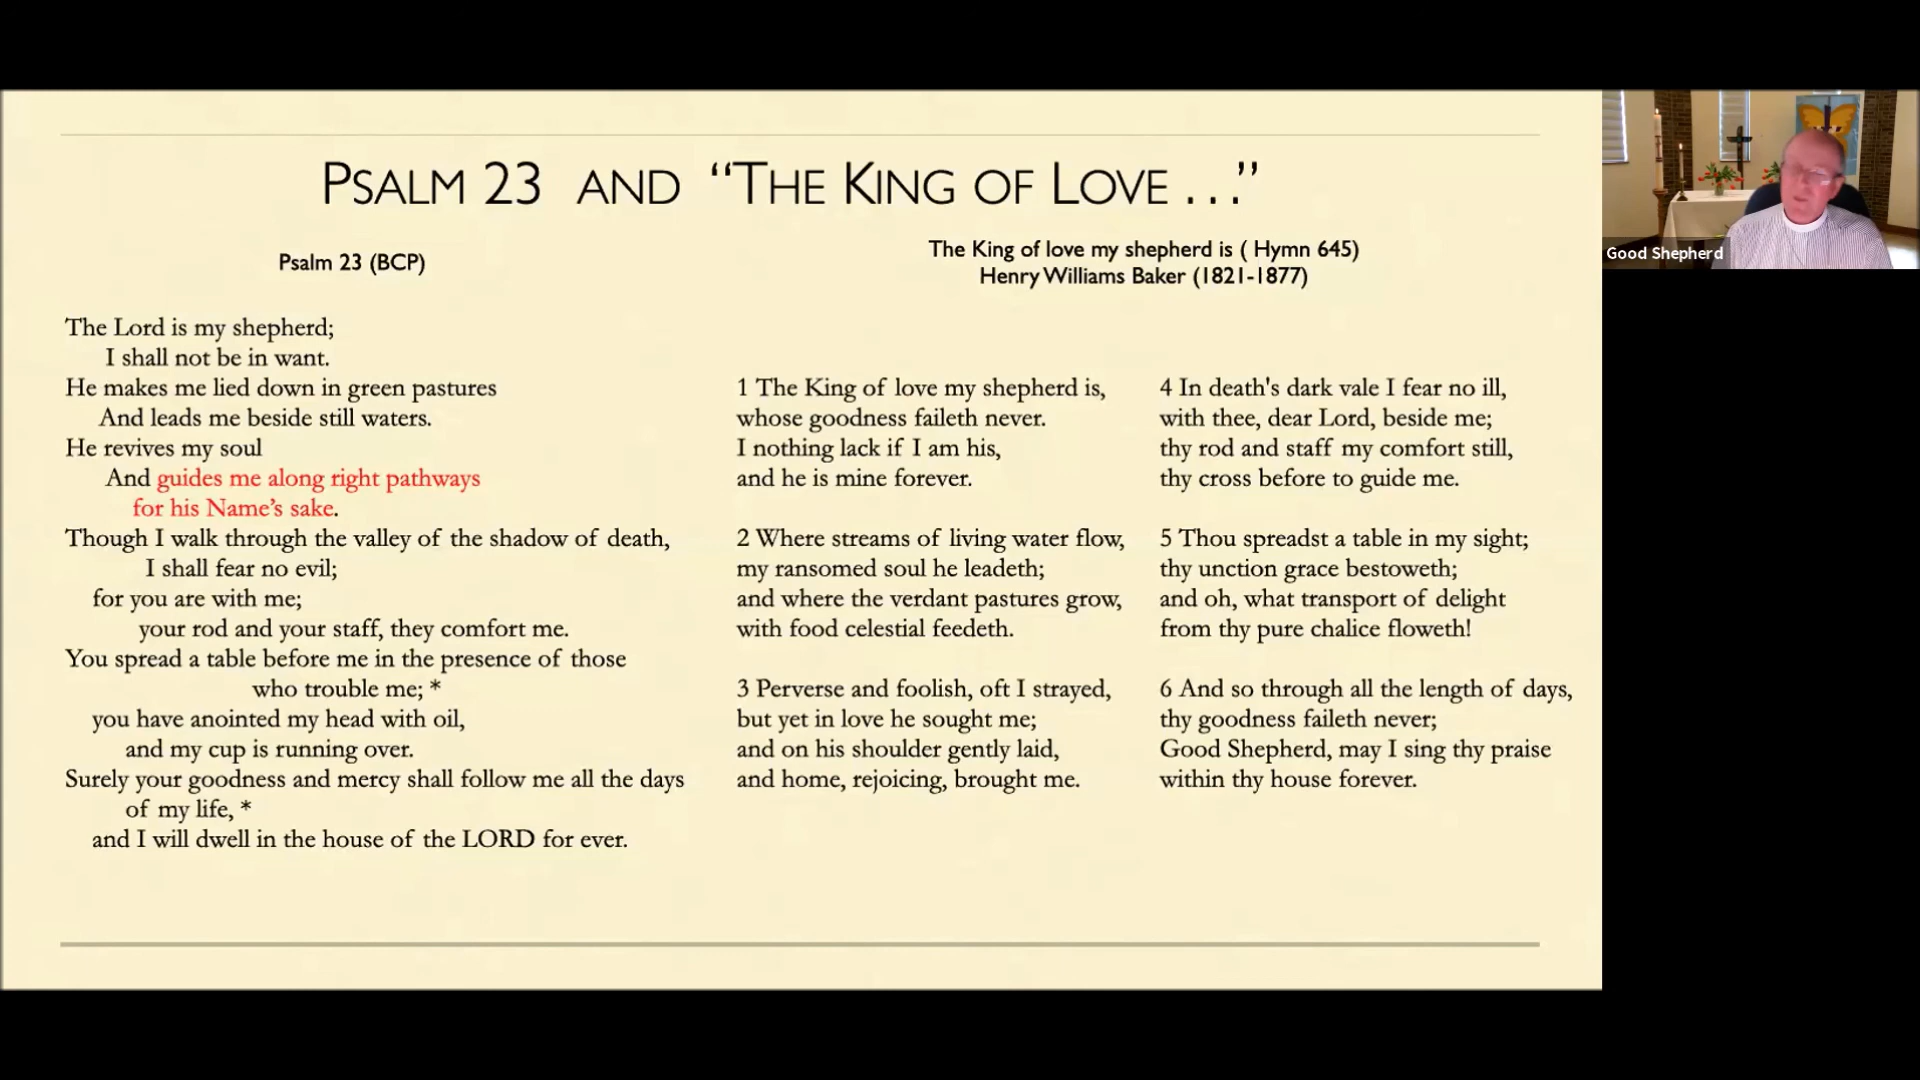 PSALM 23 AND “THE KING OF LOVE . . .”
Psalm 23 (BCP)
The Lord is my shepherd;
I shall not be in want.
He makes me lied down in green pastures
And leads me beside still waters.
He revives my soul
And guides me along right pathways
for his Name’s sake.
Though I walk through the valley of the shadow of death,
I shall fear no evil;
for you are with me;
your rod and your staff, they comfort me.
You spread a table before me in the presence of those
who trouble me; *
you have anointed my head with oil,
and my cup is running over.
Surely your goodness and mercy shall follow me all the days
of my life, *
and I will dwell in the house of the LORD for ever.
The King of love my shepherd is ( Hymn 645)
Henry Williams Baker (1821-1877)
1 The King of love my shepherd is,
whose goodness faileth never.
I nothing lack if I am his,
and he is mine forever.
2 Where streams of living water flow,
my ransomed soul he leadeth;
and where the verdant pastures grow,
with food celestial feedeth.
3 Perverse and foolish, oft I strayed,
but yet in love he sought me;
and on his shoulder gently laid,
and home, rejoicing, brought me.
4 In death's dark vale I fear no ill,
with thee, dear Lord, beside me;
thy rod and staff my comfort still,
thy cross before to guide me.
5 Thou spreadst a table in my sight;
thy unction grace bestoweth;
and oh, what transport of delight
from thy pure chalice floweth!
6 And so through all the length of days,
thy goodness faileth never;
Good Shepherd, may I sing thy praise
within thy house forever.
Good Shepherd